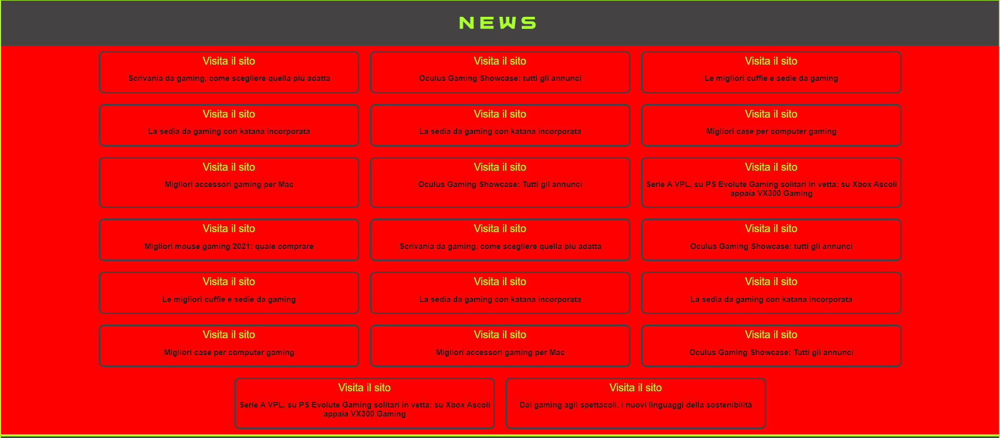 NEWS
Visita il sito
Scrivania da gaming, come scegliere quella più adatta
Visita il sito
Oculus Gaming Showcase: tutti gli annunci
Visita il sito
Le migliori cuffie e sedie da gaming
Visita il sito
La sedia da gaming con katana incorporata
Visita il sito
La sedia da gaming con katana incorporata
Visita il sito
Migliori case per computer gaming
Visita il sito
Migliori accessori gaming per Mac
Visita il sito
Oculus Gaming Showcase: Tutti gli annunci
Visita il sito
Serie A VPL, su PS Evolute Gaming solitari in vetta; su Xbox Ascoli
appaia VX300 Gaming
Visita il sito
Migliori mouse gaming 2021: quale comprare
Visita il sito
Scrivania da gaming, come scegliere quella più adatta
Visita il sito
Oculus Gaming Showcase: tutti gli annunci
Visita il sito
Le migliori cuffie e sedie da gaming
Visita il sito
La sedia da gaming con katana incorporata
Visita il sito
La sedia da gaming con katana incorporata
Visita il sito
Migliori case per computer gaming
Visita il sito
Migliori accessori gaming per Mac
Visita il sito
Oculus Gaming Showcase: Tutti gli annunci
Visita il sito
Serie A VPL, su PS Evolute Gaming solitari in vetta; su Xbox Ascoli
appaia VX300 Gaming
Visita il sito
Dal gaming agli spettacoli, i nuovi linguaggi della sostenibilità